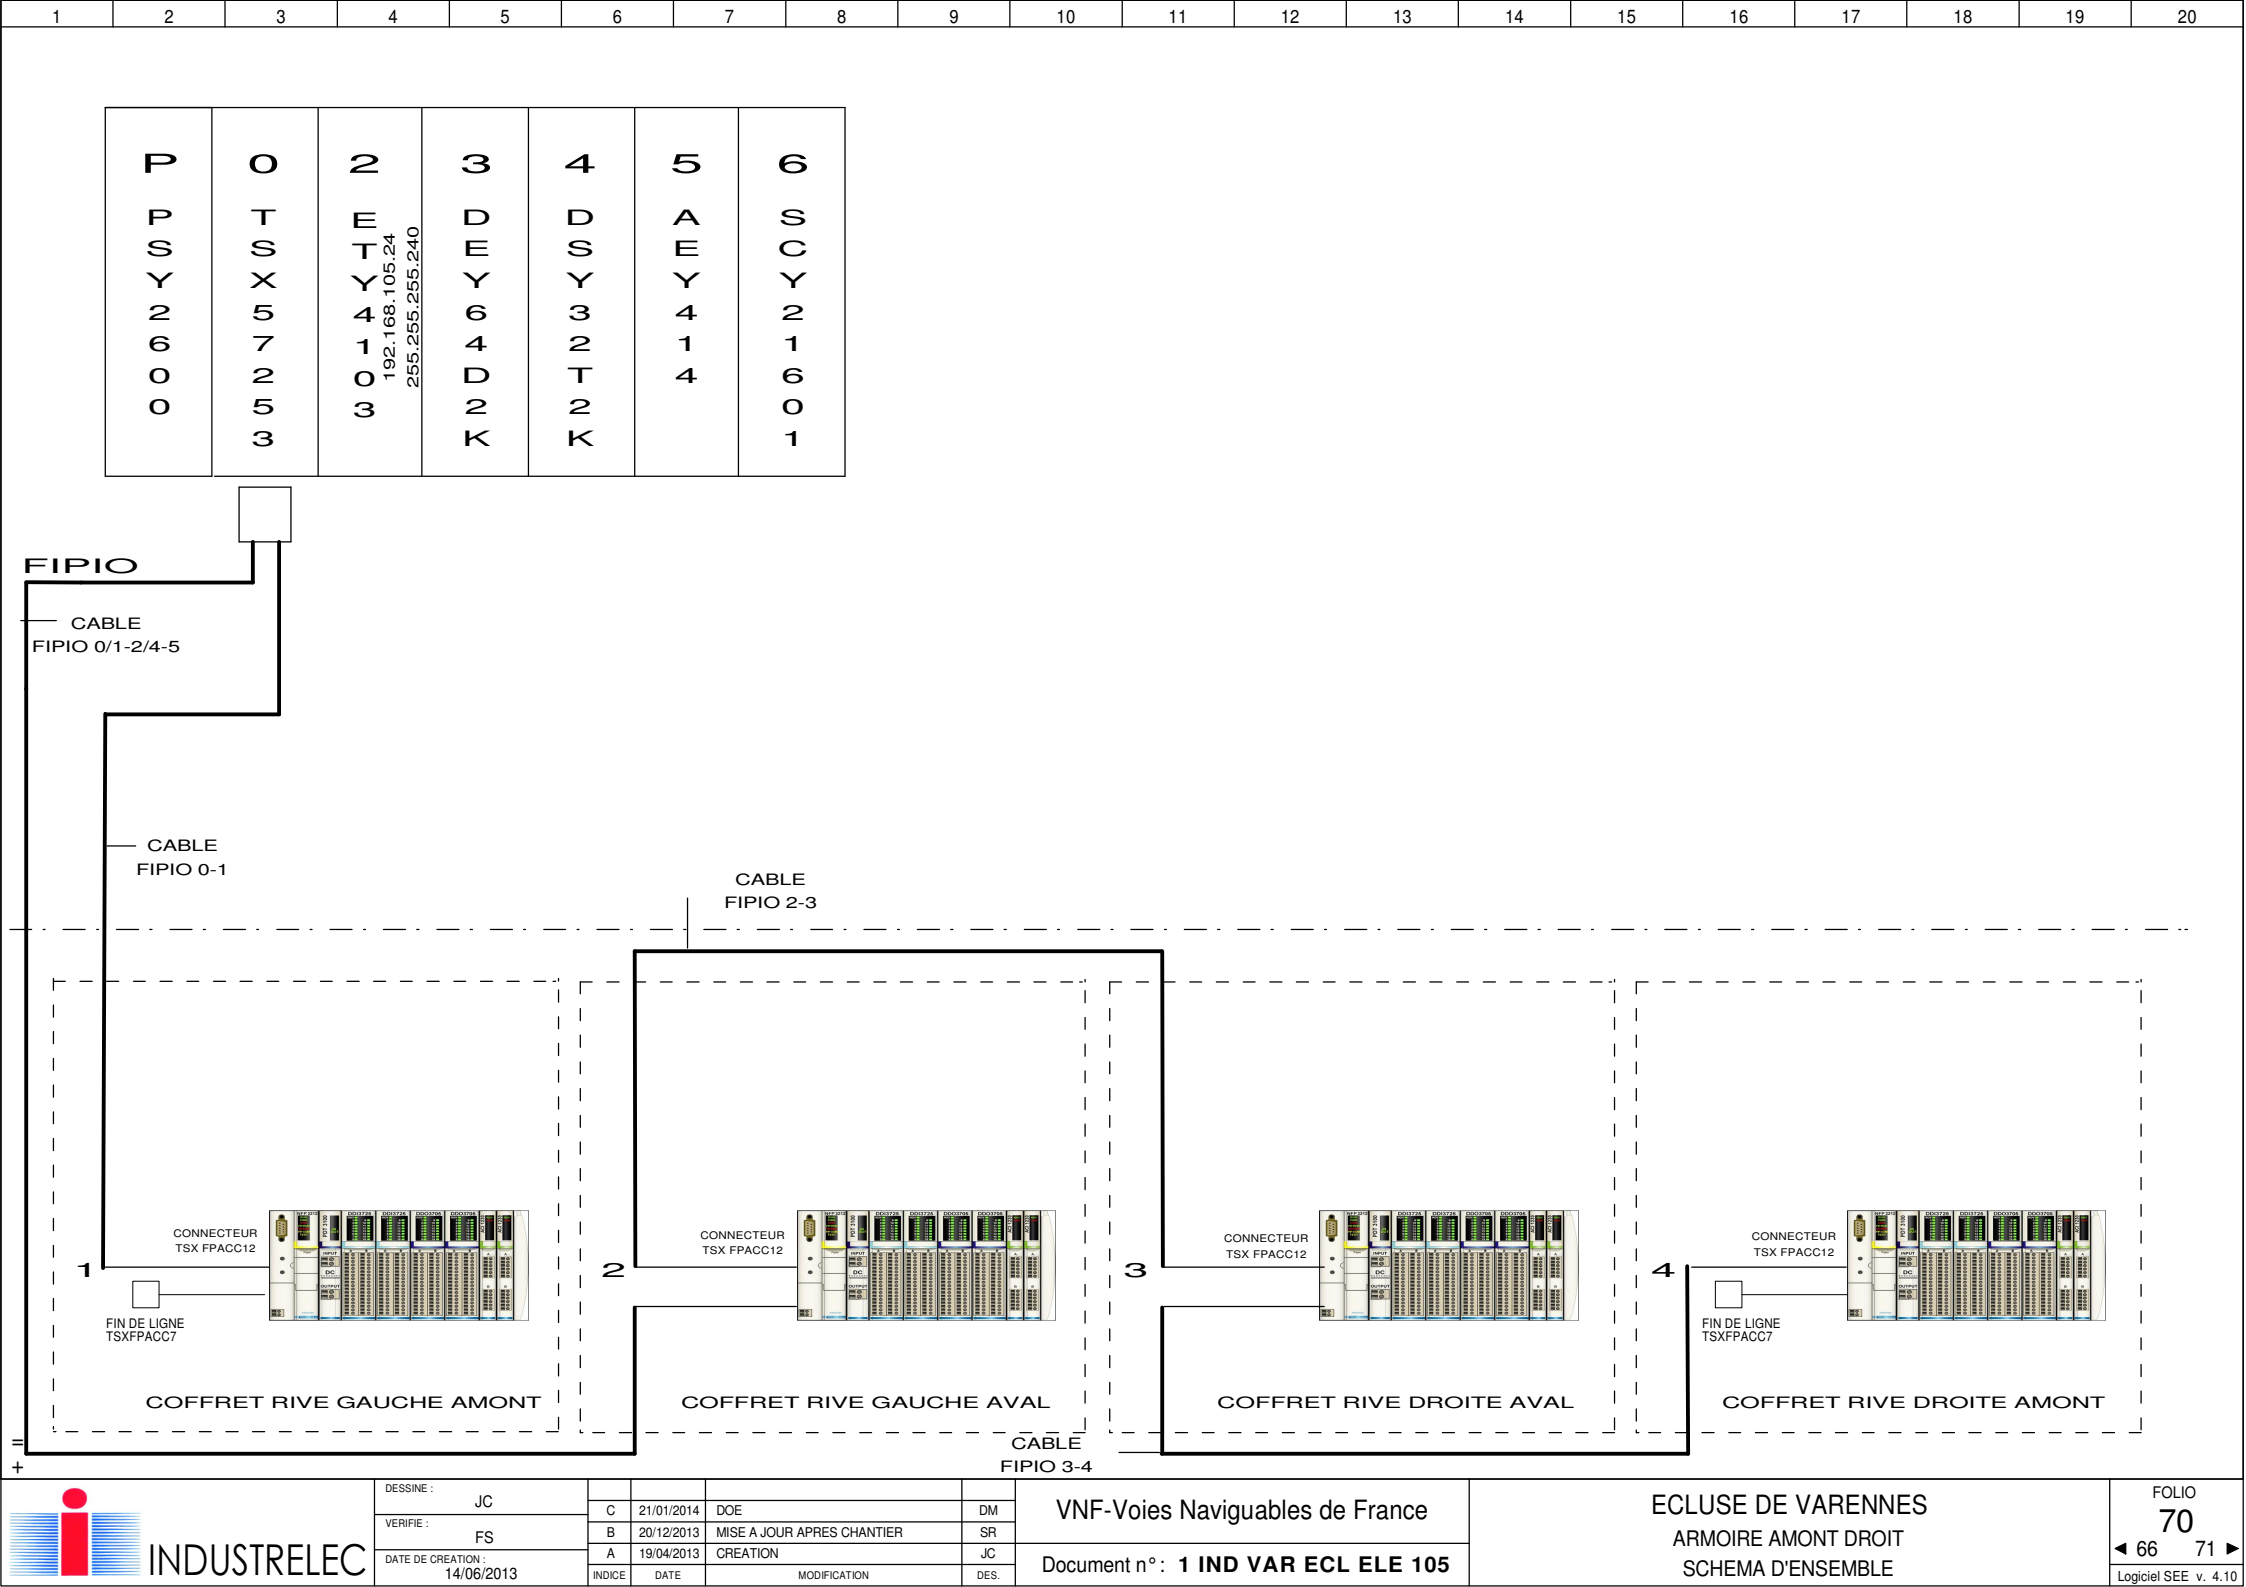 1 2 3 4 5 6 7 8 9 10 11 12 13 14 15 16 17 18 19 20
P 0 2 3 4 5 6
PSY2600
TSX57253
ETY4103
192.168.105.24
255.255.255.240
DEY64D2K
DSY32T2K
AEY414
SCY21601
FIPIO
CABLE
FIPIO 0/1-2/4-5
CABLE
FIPIO 0-1
CABLE
FIPIO 2-3
1
CONNECTEUR
TSX FPACC12
FIN DE LIGNE
TSXFPACC7
COFFRET RIVE GAUCHE AMONT
2
CONNECTEUR
TSX FPACC12
COFFRET RIVE GAUCHE AVAL
3
CONNECTEUR
TSX FPACC12
COFFRET RIVE DROITE AVAL
4
CONNECTEUR
TSX FPACC12
FIN DE LIGNE
TSXFPACC7
COFFRET RIVE DROITE AMONT
CABLE
FIPIO 3-4
=
+
INDUSTRELEC
DESSINE :
JC
VERIFIE :
FS
DATE DE CREATION :
14/06/2013
C 21/01/2014 DOE DM
B 20/12/2013 MISE A JOUR APRES CHANTIER SR
A 19/04/2013 CREATION JC
INDICE DATE MODIFICATION DES.
VNF-Voies Naviguables de France
Document n° : 1 IND VAR ECL ELE 105
ECLUSE DE VARENNES
ARMOIRE AMONT DROIT
SCHEMA D'ENSEMBLE
FOLIO
70
66 71
Logiciel SEE v. 4.10